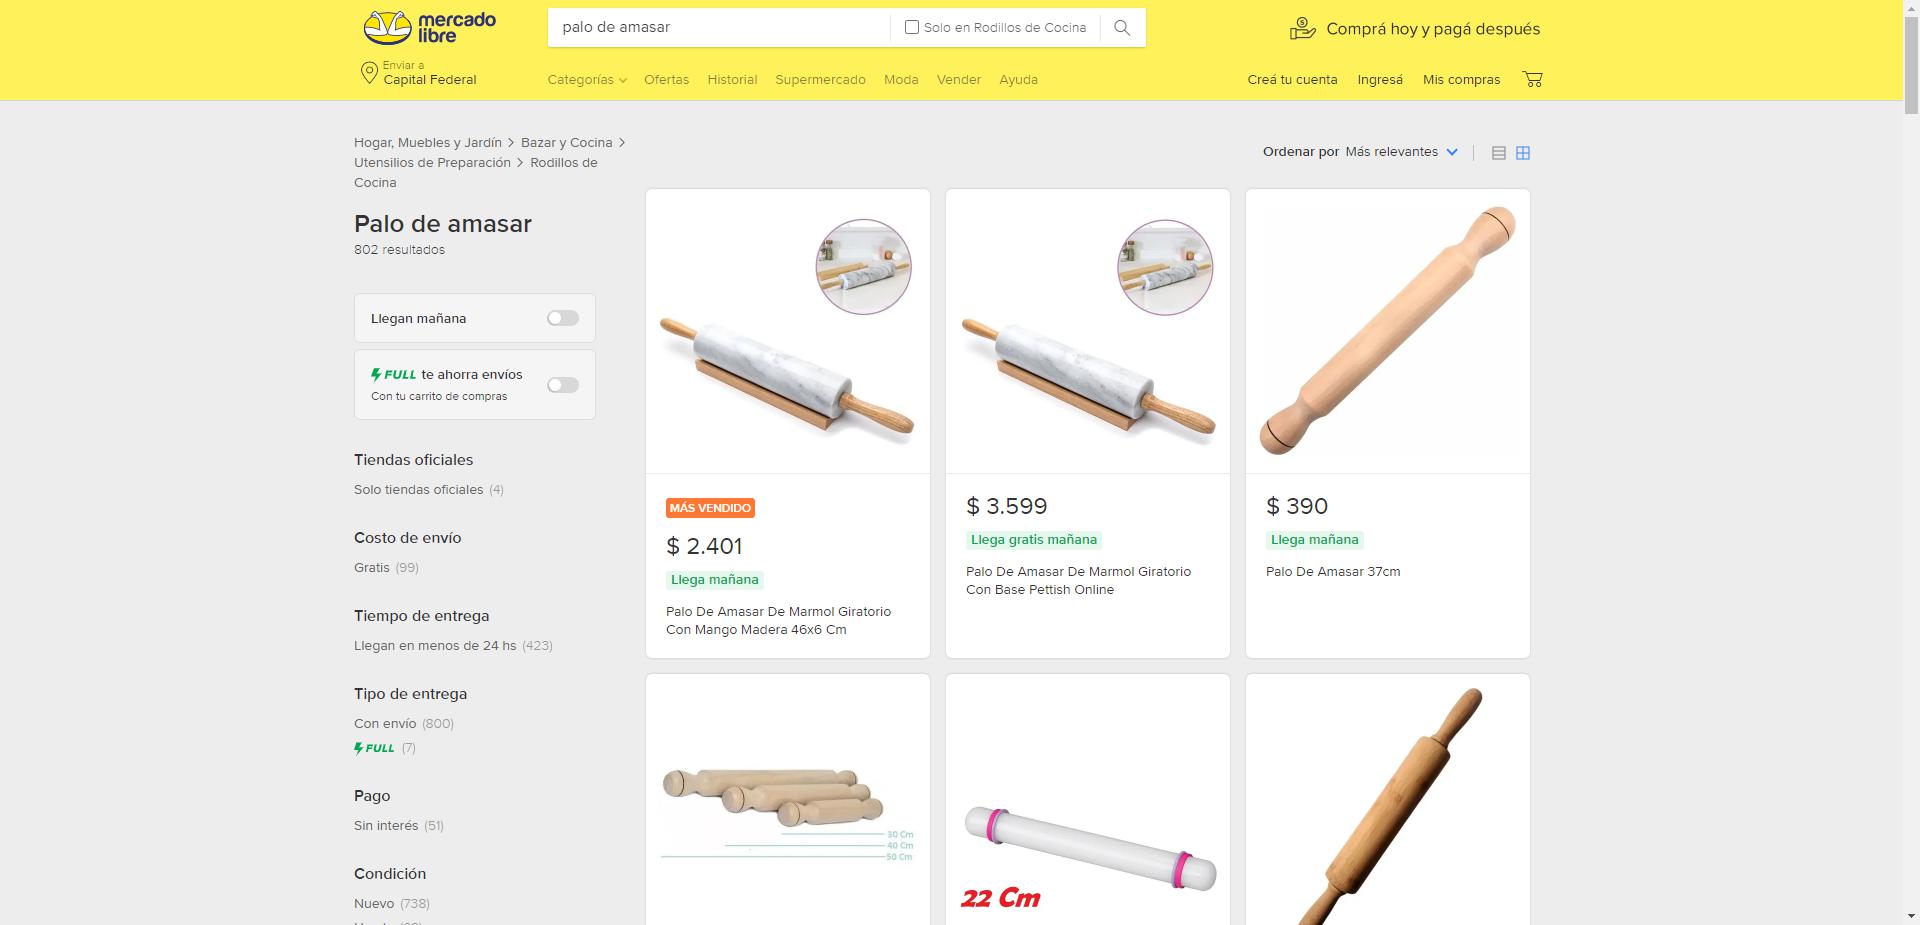 mercado libre
palo de amasar
Solo en Rodillos de Cocina
Comprá hoy y pagá después
Enviar a
Capital Federal
Categorías
Ofertas
Historial
Supermercado
Moda
Vender
Ayuda
Creá tu cuenta
Ingresá
Mis compras
Hogar, Muebles y Jardín > Bazar y Cocina >
Utensilios de Preparación > Rodillos de
Cocina
Palo de amasar
802 resultados
Ordenar por Más relevantes
Llegan mañana
FULL te ahorra envíos
Con tu carrito de compras
Tiendas oficiales
Solo tiendas oficiales (4)
Costo de envío
Gratis (99)
Tiempo de entrega
Llegan en menos de 24 hs (423)
Tipo de entrega
Con envío (800)
FULL (7)
Pago
Sin interés (51)
Condición
Nuevo (738)
MÁS VENDIDO
$ 2.401
Llega mañana
Palo De Amasar De Marmol Giratorio
Con Mango Madera 46x6 Cm
$ 3.599
Llega gratis mañana
Palo De Amasar De Marmol Giratorio
Con Base Pettish Online
$ 390
Llega mañana
Palo De Amasar 37cm
30 Cm
40 Cm
50 Cm
22 Cm